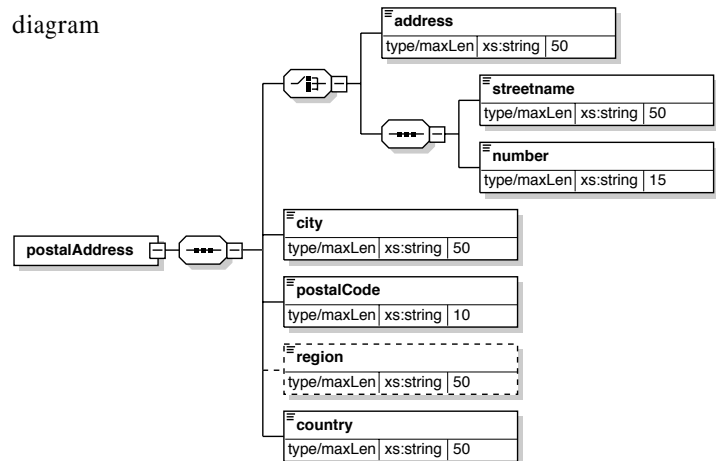 diagram
address
type/maxLen xs:string 50
streetname
type/maxLen xs:string 50
number
type/maxLen xs:string 15
city
type/maxLen xs:string 50
postalAddress
postalCode
type/maxLen xs:string 10
region
type/maxLen xs:string 50
country
type/maxLen xs:string 50